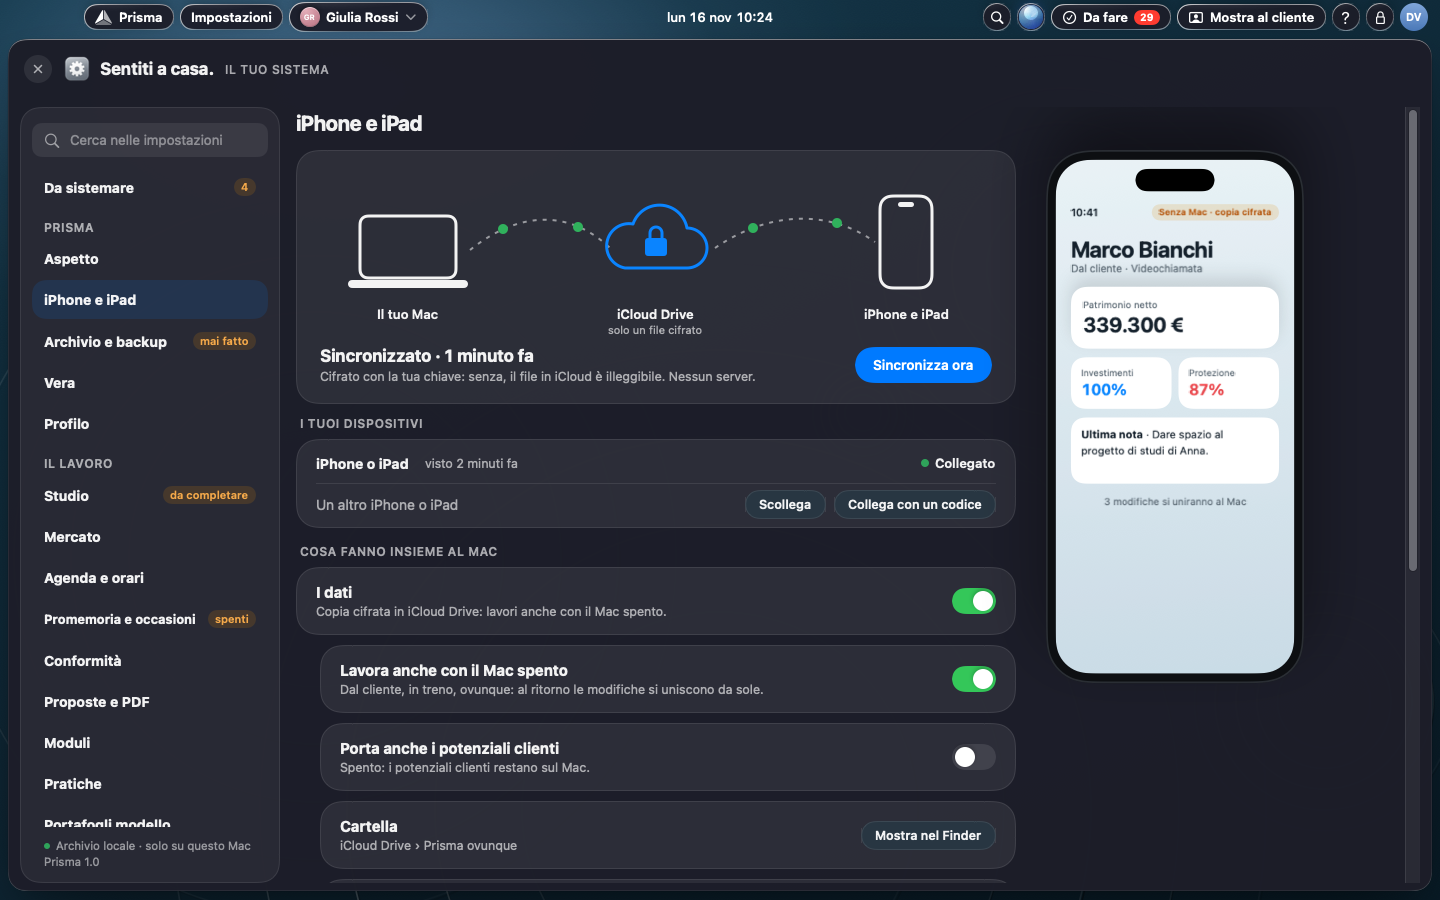 Prisma
Impostazioni
GR Giulia Rossi
lun 16 nov 10:24
Da fare 29
Mostra al cliente
?
DV
Sentiti a casa. IL TUO SISTEMA
Cerca nelle impostazioni
Da sistemare 4
PRISMA
Aspetto
iPhone e iPad
Archivio e backup mai fatto
Vera
Profilo
IL LAVORO
Studio da completare
Mercato
Agenda e orari
Promemoria e occasioni spenti
Conformità
Proposte e PDF
Moduli
Pratiche
Portafogli modello
Archivio locale · solo su questo Mac
Prisma 1.0
iPhone e iPad
Il tuo Mac
iCloud Drive
solo un file cifrato
iPhone e iPad
Sincronizzato · 1 minuto fa
Cifrato con la tua chiave: senza, il file in iCloud è illeggibile. Nessun server.
Sincronizza ora
I TUOI DISPOSITIVI
iPhone o iPad visto 2 minuti fa Collegato
Un altro iPhone o iPad Scollega Collega con un codice
COSA FANNO INSIEME AL MAC
I dati
Copia cifrata in iCloud Drive: lavori anche con il Mac spento.
Lavora anche con il Mac spento
Dal cliente, in treno, ovunque: al ritorno le modifiche si uniscono da sole.
Porta anche i potenziali clienti
Spento: i potenziali clienti restano sul Mac.
Cartella
iCloud Drive › Prisma ovunque
Mostra nel Finder
10:41 Senza Mac · copia cifrata
Marco Bianchi
Dal cliente · Videochiamata
Patrimonio netto
339.300 €
Investimenti
100%
Protezione
87%
Ultima nota · Dare spazio al
progetto di studi di Anna.
3 modifiche si uniranno al Mac